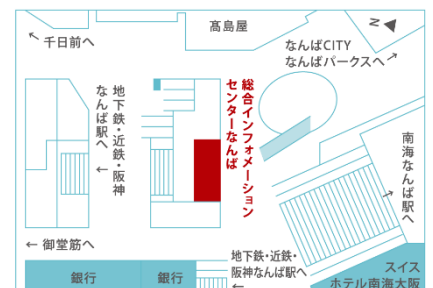 髙島屋
↖ 千日前へ
N
なんばCITY
なんばパークスへ↗
地下鉄・近鉄・阪神
なんば駅へ
←
総合インフォメーション
センターなんば
南海なんば駅へ
↗
← 御堂筋へ
地下鉄・近鉄・
阪神なんば駅へ
←
銀行
銀行
スイス
ホテル南海大阪